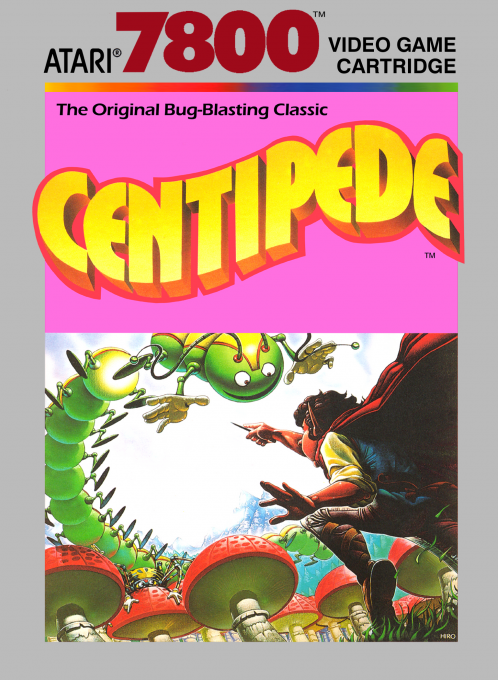 ATARI® 7800™ VIDEO GAME
CARTRIDGE
The Original Bug-Blasting Classic
CENTIPEDE
™
HIRO